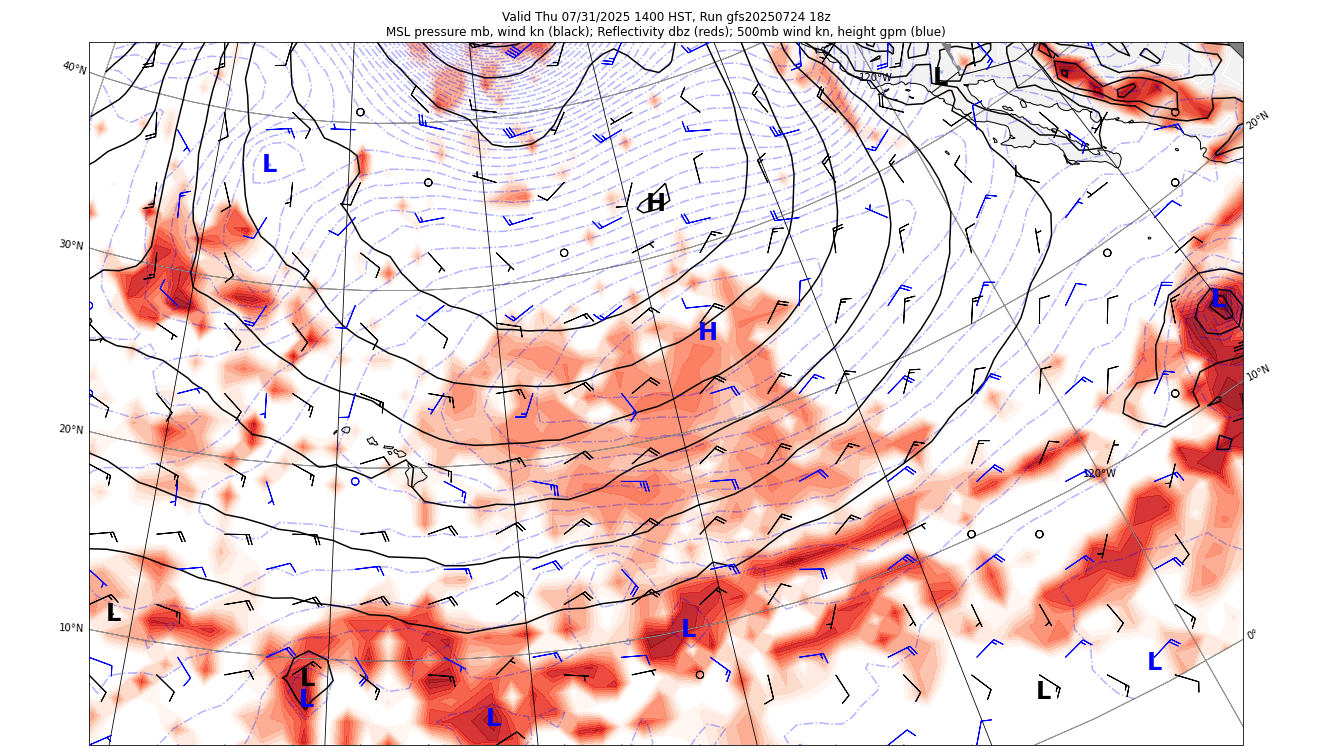 Valid Thu 07/31/2025 1400 HST, Run gfs20250724 18z
MSL pressure mb, wind kn (black); Reflectivity dbz (reds); 500mb wind kn, height gpm (blue)
40°N
120°W
L
20°N
L
H
30°N
L
H
10°N
20°N
120°W
L
10°N
L
0°
L
L
L
L
L